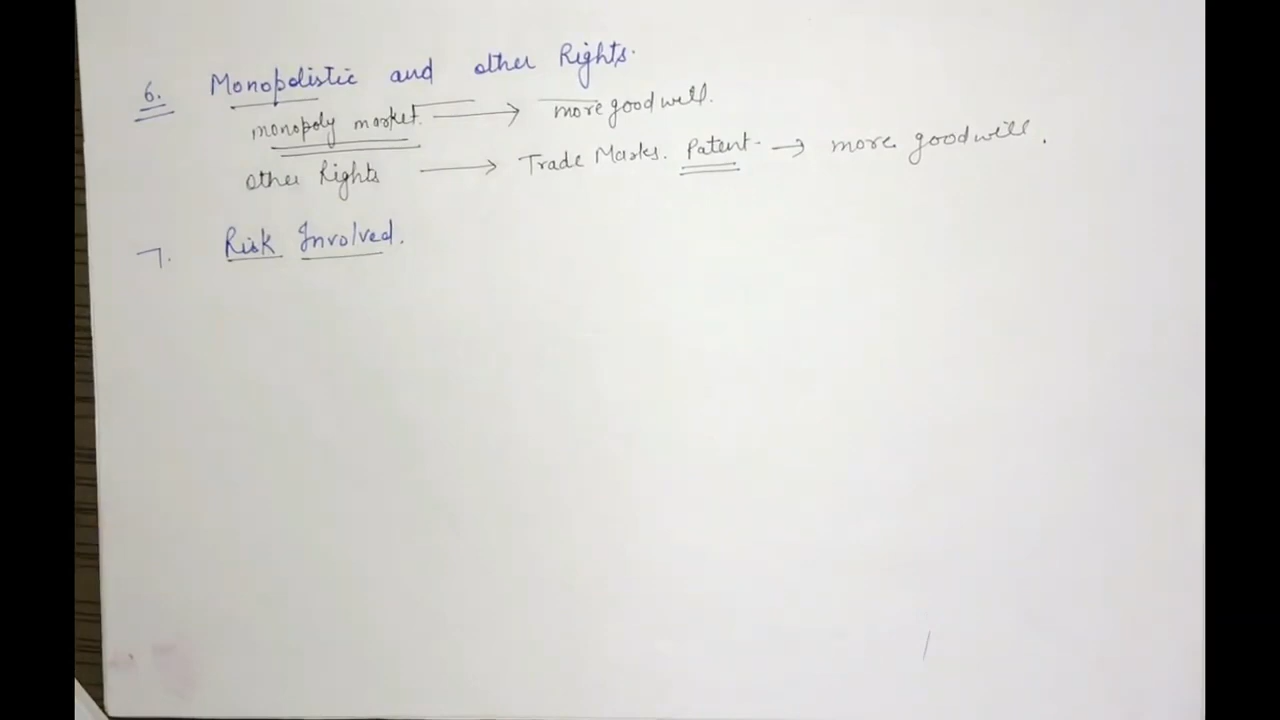 6. Monopolistic and other Rights.
monopoly market. → more goodwill.
other Rights → Trade Marks. Patent. → more goodwill.
7. Risk Involved.